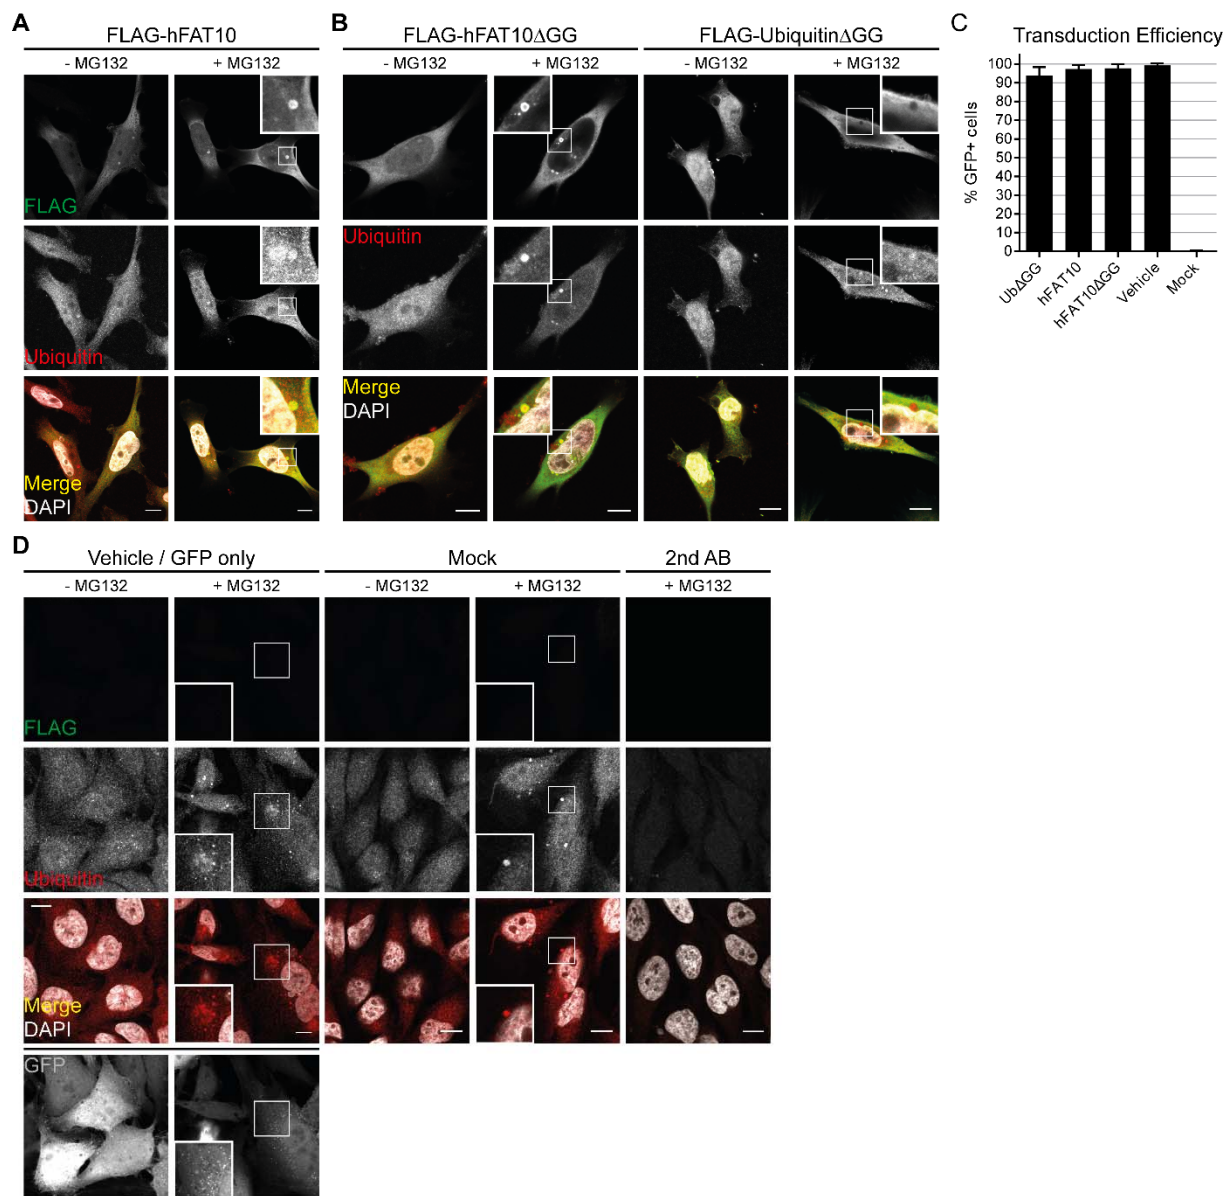 A
FLAG-hFAT10
- MG132
+ MG132
FLAG
Ubiquitin
Merge
DAPI
B
FLAG-hFAT10ΔGG
FLAG-UbiquitinΔGG
- MG132
+ MG132
- MG132
+ MG132
Ubiquitin
Merge
DAPI
C
Transduction Efficiency
% GFP+ cells
100
90
80
70
60
50
40
30
20
10
0
UbΔGG
hFAT10
hFAT10ΔGG
Vehicle
Mock
D
Vehicle / GFP only
Mock
2nd AB
- MG132
+ MG132
- MG132
+ MG132
+ MG132
FLAG
Ubiquitin
Merge
DAPI
GFP